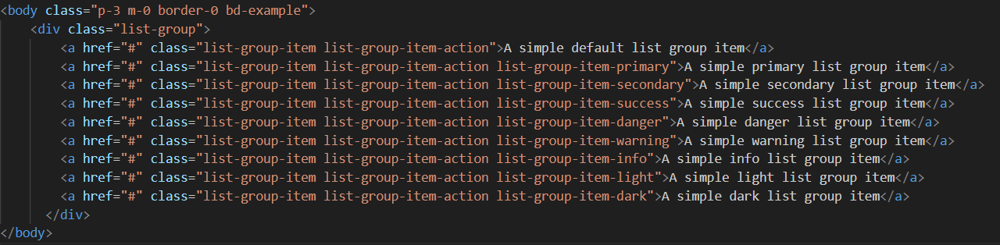 <body class="p-3 m-0 border-0 bd-example">
<div class="list-group">
<a href="#" class="list-group-item list-group-item-action">A simple default list group item</a>
<a href="#" class="list-group-item list-group-item-action list-group-item-primary">A simple primary list group item</a>
<a href="#" class="list-group-item list-group-item-action list-group-item-secondary">A simple secondary list group item</a>
<a href="#" class="list-group-item list-group-item-action list-group-item-success">A simple success list group item</a>
<a href="#" class="list-group-item list-group-item-action list-group-item-danger">A simple danger list group item</a>
<a href="#" class="list-group-item list-group-item-action list-group-item-warning">A simple warning list group item</a>
<a href="#" class="list-group-item list-group-item-action list-group-item-info">A simple info list group item</a>
<a href="#" class="list-group-item list-group-item-action list-group-item-light">A simple light list group item</a>
<a href="#" class="list-group-item list-group-item-action list-group-item-dark">A simple dark list group item</a>
</div>
</body>